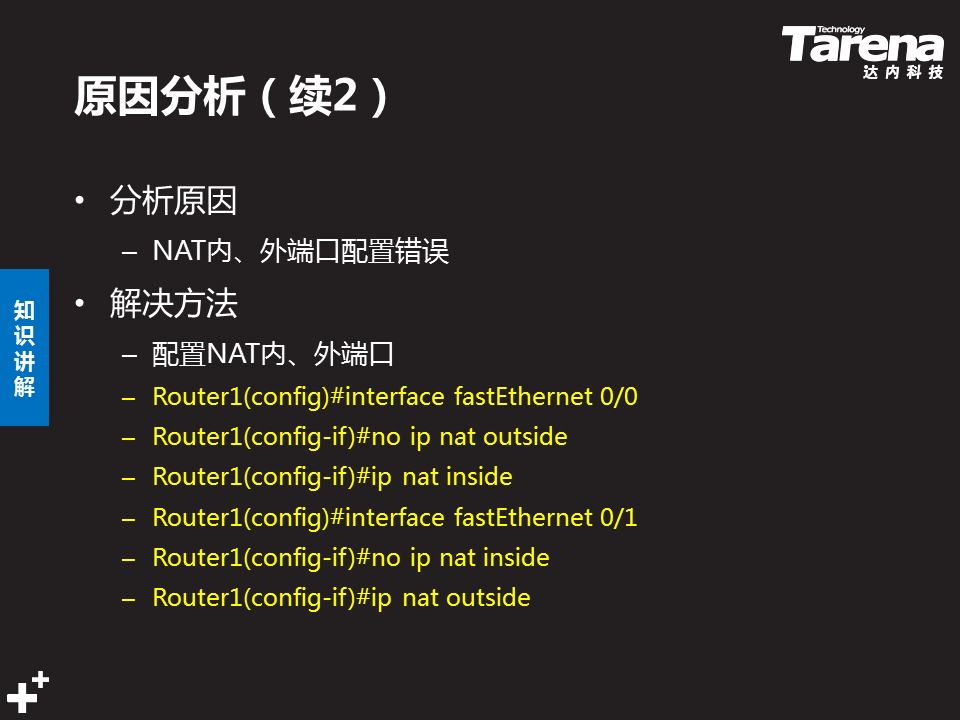 Technology
Tarena
达内科技
原因分析（续2）
• 分析原因
– NAT内、外端口配置错误
知识讲解
• 解决方法
– 配置NAT内、外端口
– Router1(config)#interface fastEthernet 0/0
– Router1(config-if)#no ip nat outside
– Router1(config-if)#ip nat inside
– Router1(config)#interface fastEthernet 0/1
– Router1(config-if)#no ip nat inside
– Router1(config-if)#ip nat outside